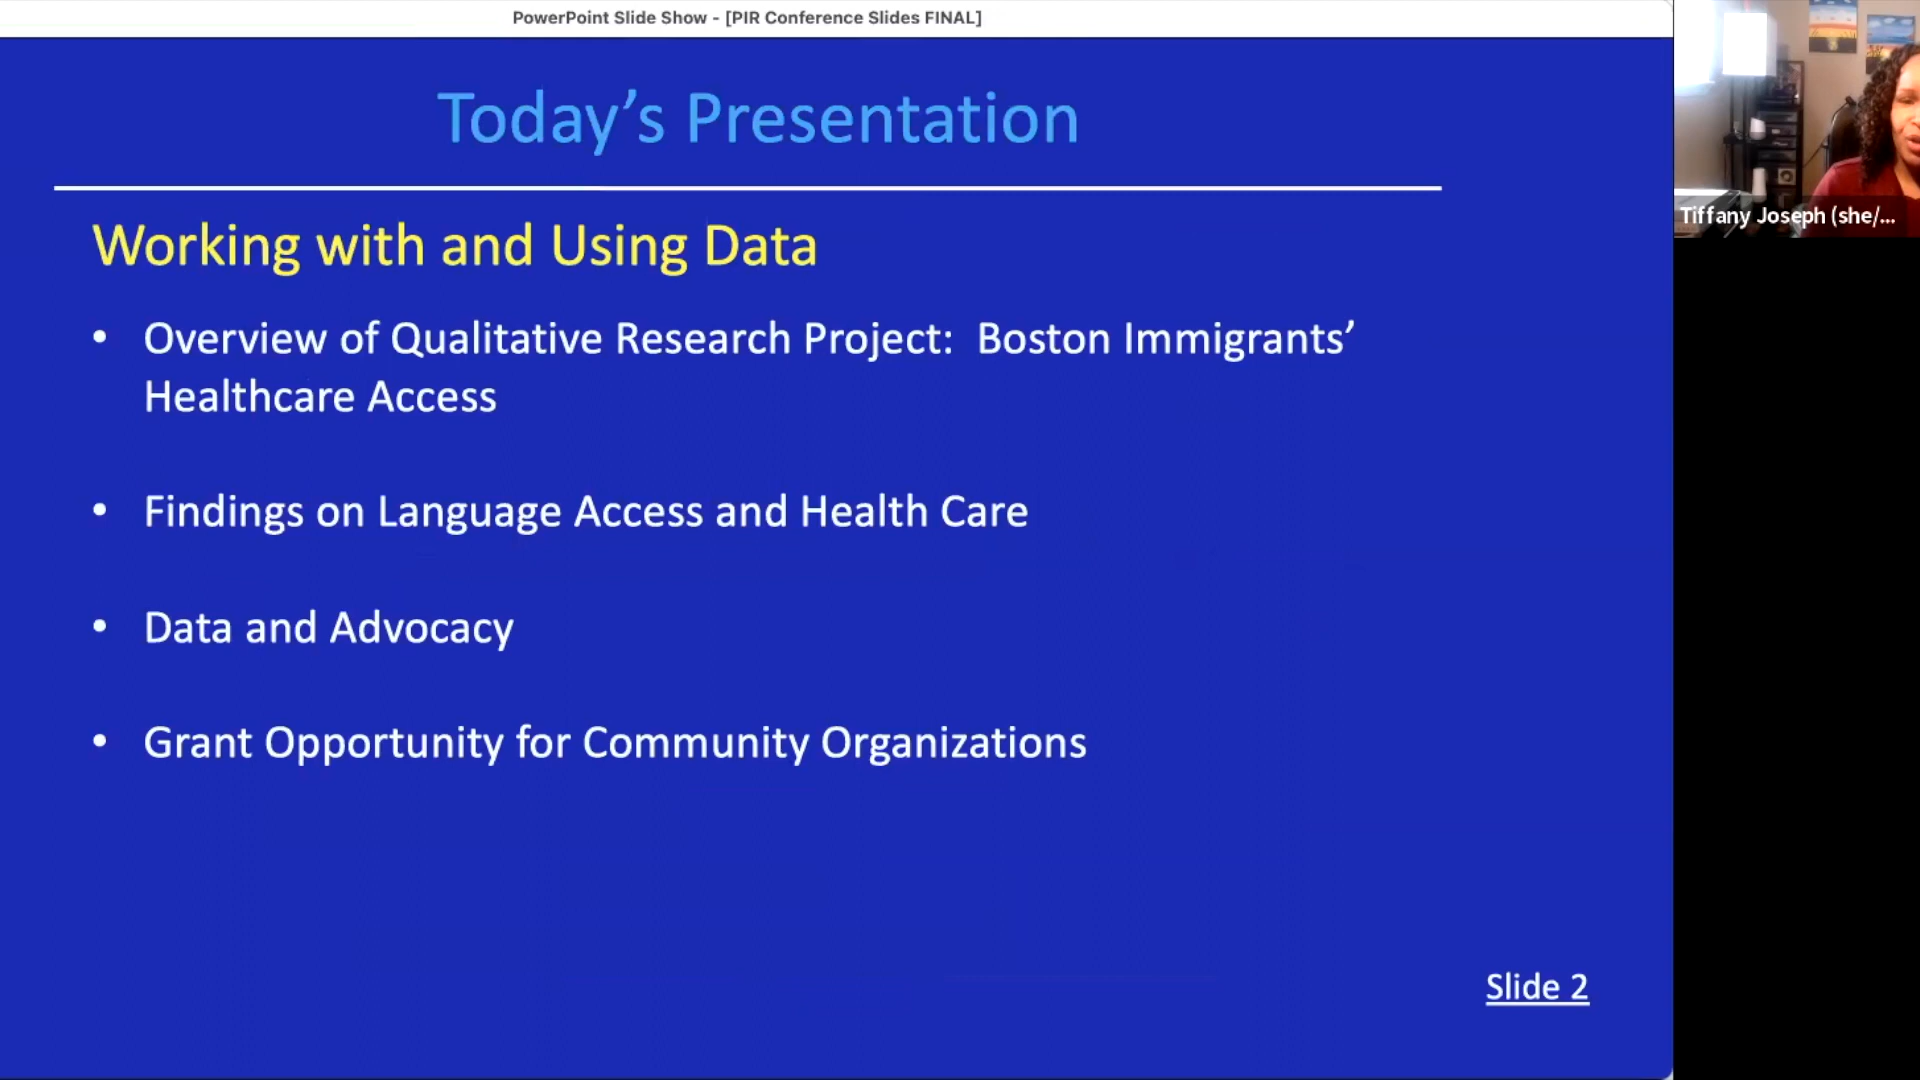 PowerPoint Slide Show - [PIR Conference Slides FINAL]
Today’s Presentation
Working with and Using Data
• Overview of Qualitative Research Project:  Boston Immigrants’
Healthcare Access
• Findings on Language Access and Health Care
• Data and Advocacy
• Grant Opportunity for Community Organizations
Slide 2
Tiffany Joseph (she/...